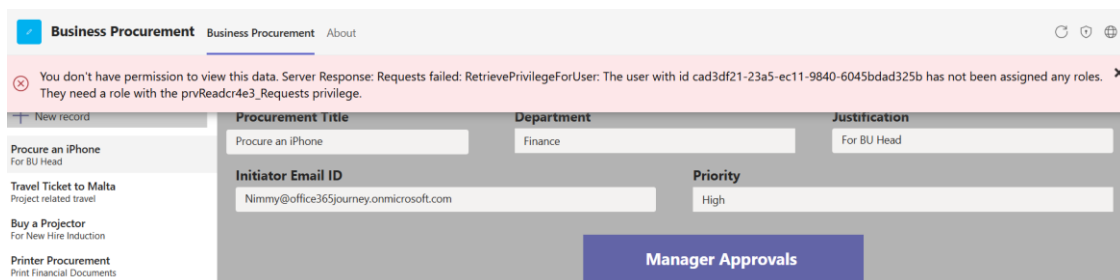 Business Procurement Business Procurement About
You don't have permission to view this data. Server Response: Requests failed: RetrievePrivilegeForUser: The user with id cad3df21-23a5-ec11-9840-6045bdad325b has not been assigned any roles.
They need a role with the prvReadcr4e3_Requests privilege.
New record
Procure an iPhone
For BU Head
Travel Ticket to Malta
Project related travel
Buy a Projector
For New Hire Induction
Printer Procurement
Print Financial Documents
Procurement Title Department Justification
Procure an iPhone Finance For BU Head
Initiator Email ID Priority
Nimmy@office365journey.onmicrosoft.com High
Manager Approvals